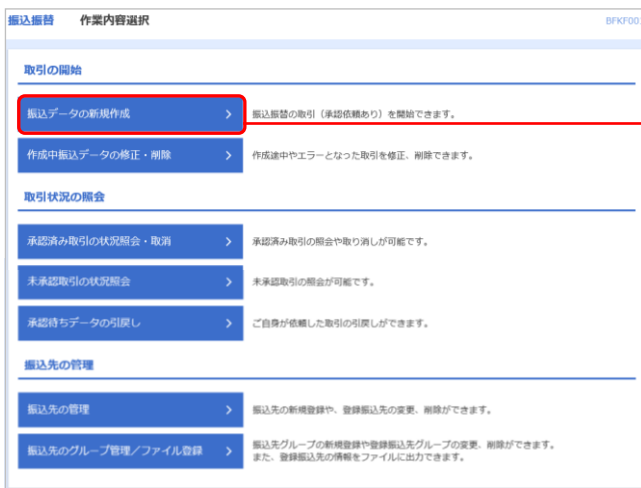 振込振替 作業内容選択 BFKF00
取引の開始
振込データの新規作成 振込振替の取引（承認依頼あり）を開始できます。
作成中振込データの修正・削除 作成途中やエラーとなった取引を修正、削除できます。
取引状況の照会
承認済み取引の状況照会・取消 承認済み取引の照会や取り消しが可能です。
未承認取引の状況照会 未承認取引の照会が可能です。
承認待ちデータの引戻し ご自身が依頼した取引の引戻しができます。
振込先の管理
振込先の管理 振込先の新規登録や、登録振込先の変更、削除ができます。
振込先のグループ管理／ファイル登録 振込先グループの新規登録や登録振込先グループの変更、削除ができます。
また、登録振込先の情報をファイルに出力できます。